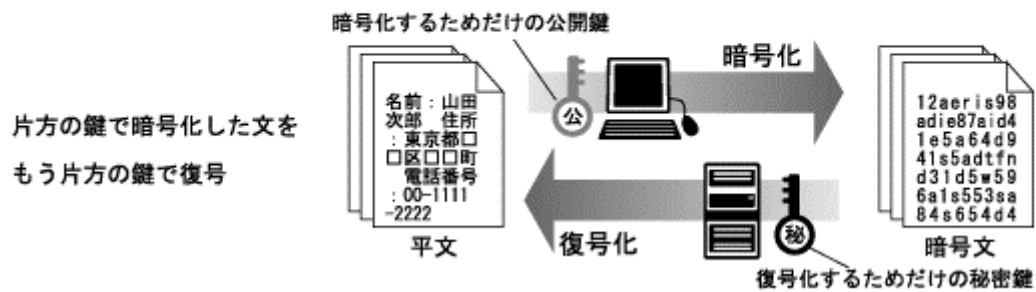 暗号化するためだけの公開鍵
暗号化
名前：山田
次郎　住所
：東京都□
□区□□町
電話番号
：00-1111
-2222
平文
公
12aeris98
adie87aid4
1e5a64d9
41s5adtfn
d31d5w59
6a1s553sa
84s654d4
暗号文
片方の鍵で暗号化した文を
もう片方の鍵で復号
復号化
秘
復号化するためだけの秘密鍵